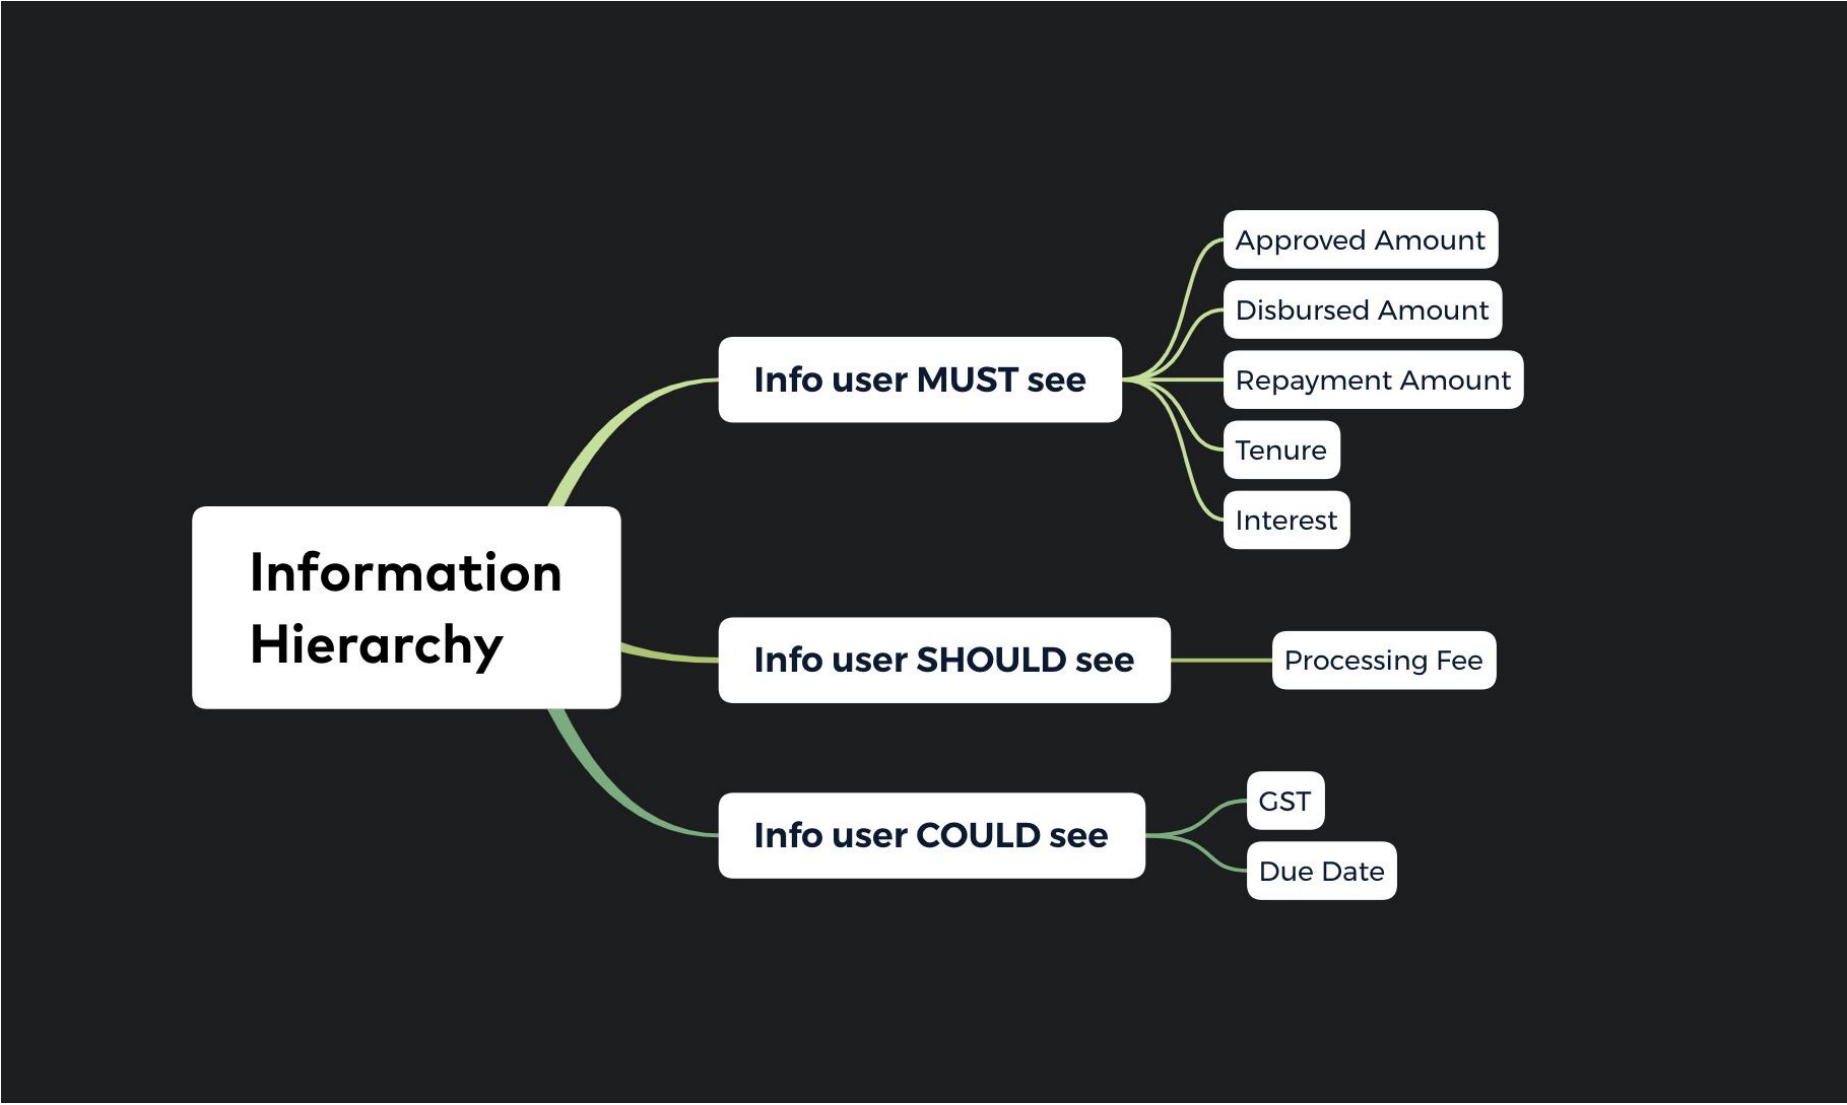 Information
Hierarchy
Info user MUST see
Approved Amount
Disbursed Amount
Repayment Amount
Tenure
Interest
Info user SHOULD see
Processing Fee
Info user COULD see
GST
Due Date